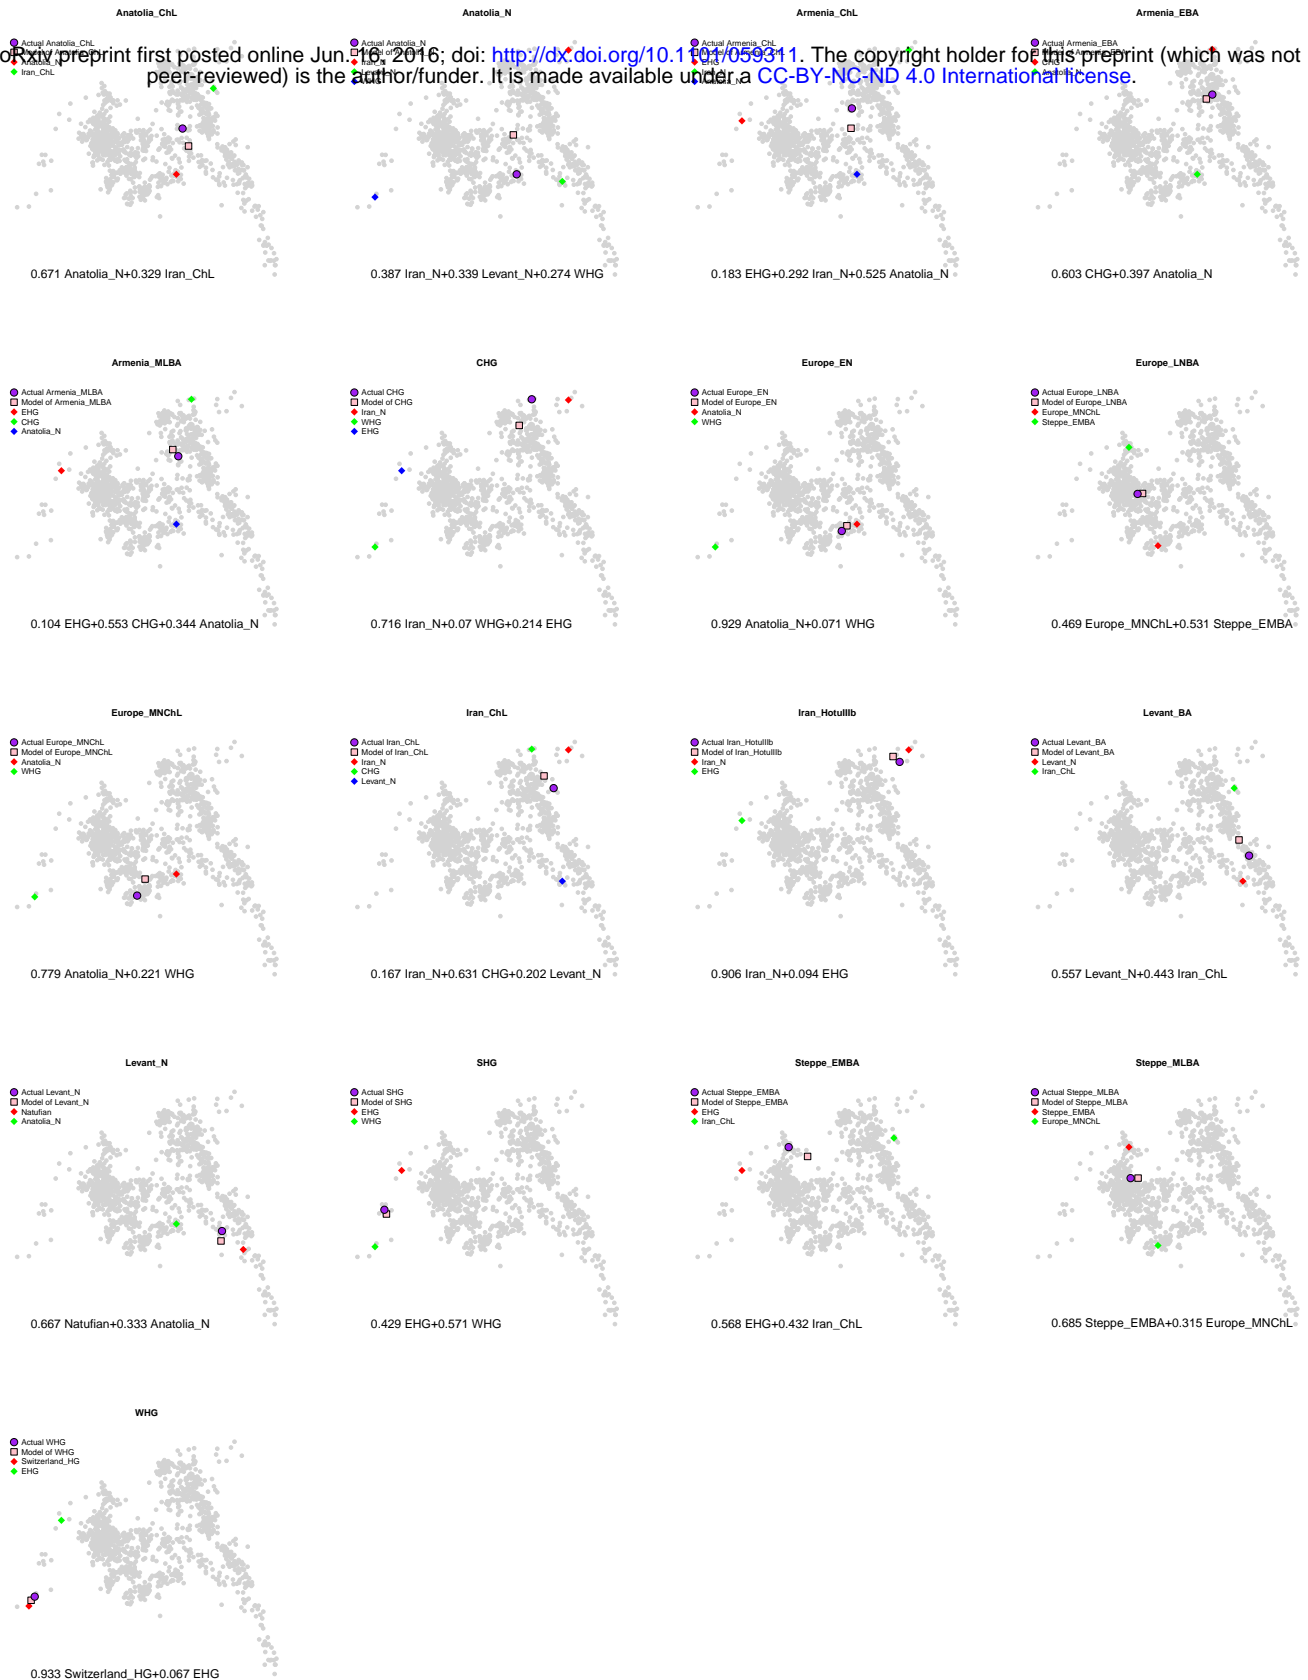 Anatolia_ChL
Anatolia_N
Armenia_ChL
Armenia_EBA
preprint first posted online Jun. 16, 2016; doi: http://dx.doi.org/10.1101/059311. The copyright holder for this preprint (which was not
peer-reviewed) is the author/funder. It is made available under a CC-BY-NC-ND 4.0 International license.
Actual Anatolia_ChL
Anatolia_N
Iran_ChL
Actual Anatolia_N
Iran_N
Levant_N
WHG
Actual Armenia_ChL
EHG
Iran_N
Anatolia_N
Actual Armenia_EBA
CHG
Anatolia_N
0.671 Anatolia_N+0.329 Iran_ChL
0.387 Iran_N+0.339 Levant_N+0.274 WHG
0.183 EHG+0.292 Iran_N+0.525 Anatolia_N
0.603 CHG+0.397 Anatolia_N
Armenia_MLBA
Actual Armenia_MLBA
Model of Armenia_MLBA
EHG
CHG
Anatolia_N
0.104 EHG+0.553 CHG+0.344 Anatolia_N
CHG
Actual CHG
Model of CHG
Iran_N
WHG
EHG
0.716 Iran_N+0.07 WHG+0.214 EHG
Europe_EN
Actual Europe_EN
Model of Europe_EN
Anatolia_N
WHG
0.929 Anatolia_N+0.071 WHG
Europe_LNBA
Actual Europe_LNBA
Model of Europe_LNBA
Europe_MNChL
Steppe_EMBA
0.469 Europe_MNChL+0.531 Steppe_EMBA
Europe_MNChL
Actual Europe_MNChL
Model of Europe_MNChL
Anatolia_N
WHG
0.779 Anatolia_N+0.221 WHG
Iran_ChL
Actual Iran_ChL
Model of Iran_ChL
Iran_N
CHG
Levant_N
0.167 Iran_N+0.631 CHG+0.202 Levant_N
Iran_HotuIIIb
Actual Iran_HotuIIIb
Model of Iran_HotuIIIb
Iran_N
EHG
0.906 Iran_N+0.094 EHG
Levant_BA
Actual Levant_BA
Model of Levant_BA
Levant_N
Iran_ChL
0.557 Levant_N+0.443 Iran_ChL
Levant_N
Actual Levant_N
Model of Levant_N
Natufian
Anatolia_N
0.667 Natufian+0.333 Anatolia_N
SHG
Actual SHG
Model of SHG
EHG
WHG
0.429 EHG+0.571 WHG
Steppe_EMBA
Actual Steppe_EMBA
Model of Steppe_EMBA
EHG
Iran_ChL
0.568 EHG+0.432 Iran_ChL
Steppe_MLBA
Actual Steppe_MLBA
Model of Steppe_MLBA
Steppe_EMBA
Europe_MNChL
0.685 Steppe_EMBA+0.315 Europe_MNChL
WHG
Actual WHG
Model of WHG
Switzerland_HG
EHG
0.933 Switzerland_HG+0.067 EHG